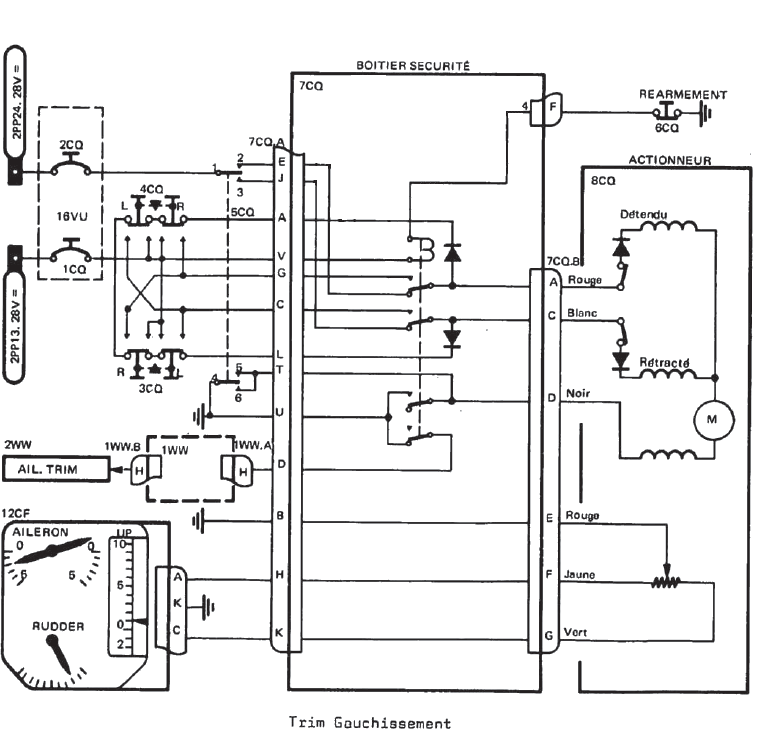 BOITIER SECURITÉ
7CQ
2PP24. 28V =
2CQ
16VU
1CQ
2PP13. 28V =
4CQ
L
R
5CQ
1
2
3
7CQ.A
E
J
A
V
G
C
L
T
U
D
B
H
K
R
L
3CQ
4
5
6
4
F
REARMEMENT
6CQ
ACTIONNEUR
8CQ
Détendu
7CQ.B
A
Rouge
C
Blanc
Rétracté
D
Noir
M
E
Rouge
F
Jaune
G
Vert
2WW
AIL. TRIM
1WW.B
H
1WW
1WW.A
H
12CF
AILERON
0
0
5
5
RUDDER
UP
10
5
0
2
A
K
C
Trim Gauchissement